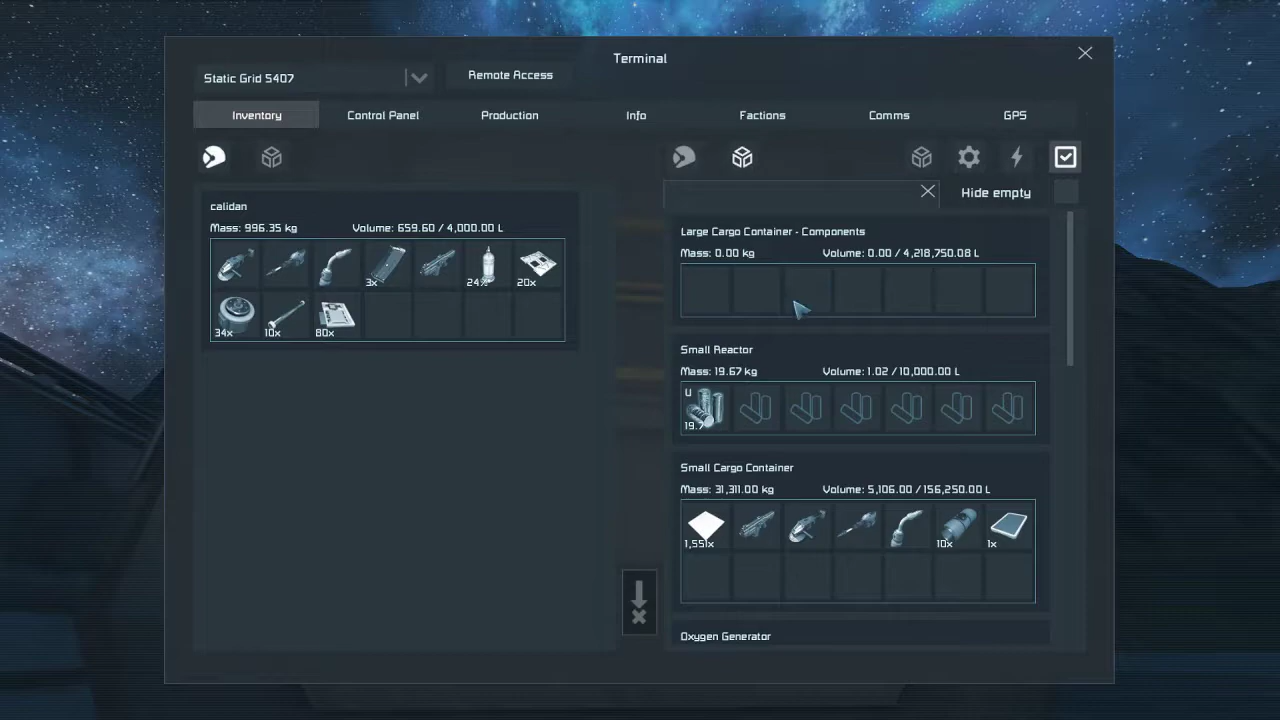 Terminal
Static Grid 5407
Remote Access
Inventory
Control Panel
Production
Info
Factions
Comms
GPS
Hide empty
calidan
Mass: 996.35 kg
Volume: 659.60 / 4,000.00 L
3x
24%
20x
34x
10x
80x
Large Cargo Container - Components
Mass: 0.00 kg
Volume: 0.00 / 4,218,750.08 L
Small Reactor
Mass: 19.67 kg
Volume: 1.02 / 10,000.00 L
U
19.7
Small Cargo Container
Mass: 31,311.00 kg
Volume: 5,106.00 / 156,250.00 L
1,551x
10x
1x
Oxygen Generator